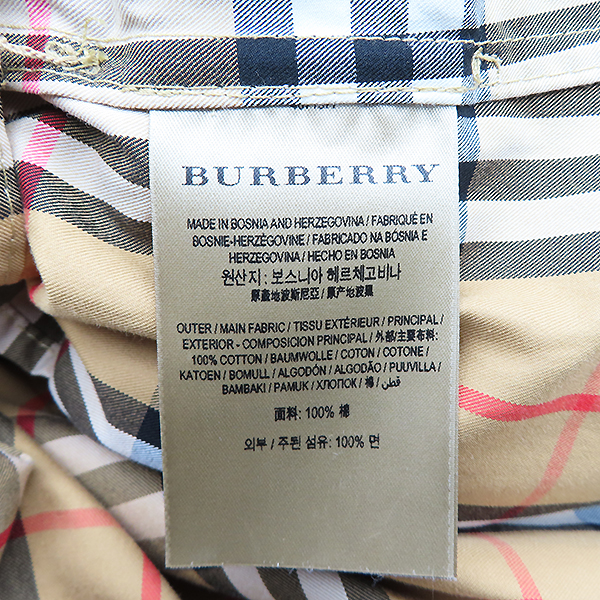 BURBERRY
MADE IN BOSNIA AND HERZEGOVINA / FABRIQUÉ EN
BOSNIE-HERZÉGOVINE / FABRICADO NA BÓSNIA E
HERZEGOVINA / HECHO EN BOSNIA
원산지: 보스니아 헤르체고비나
原產地波斯尼亞 / 原产地波黑
OUTER / MAIN FABRIC / TISSU EXTÉRIEUR / PRINCIPAL /
EXTERIOR - COMPOSICION PRINCIPAL / 外部/主要布料:
100% COTTON / BAUMWOLLE / COTON / COTONE /
KATOEN / BOMULL / ALGODÓN / ALGODÃO / PUUVILLA /
BAMBAKI / PAMUK / ХЛОПОК / 棉 / قطن
面料: 100% 棉
외부 / 주된 섬유: 100% 면